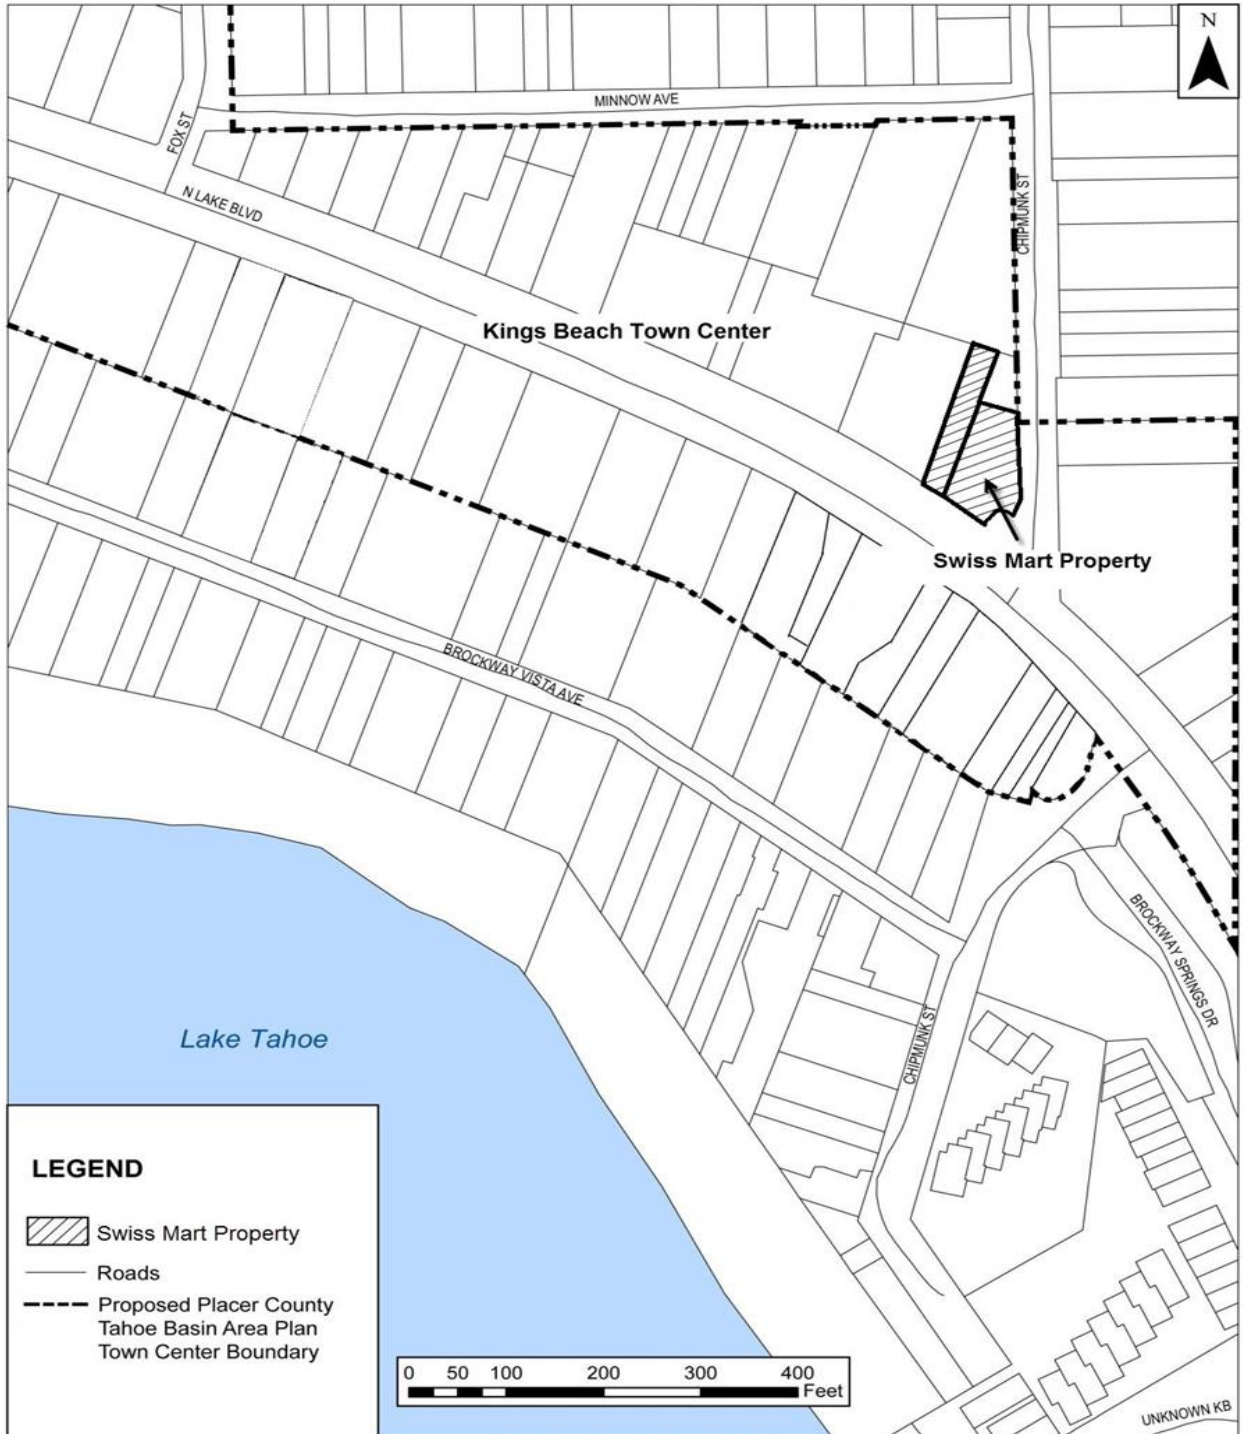 N
MINNOW AVE
FOX ST
N LAKE BLVD
CHIPMUNK ST
Kings Beach Town Center
Swiss Mart Property
BROCKWAY VISTA AVE
BROCKWAY SPRINGS DR
CHIPMUNK ST
Lake Tahoe
LEGEND
Swiss Mart Property
Roads
Proposed Placer County
Tahoe Basin Area Plan
Town Center Boundary
0 50 100 200 300 400
Feet
UNKNOWN KB